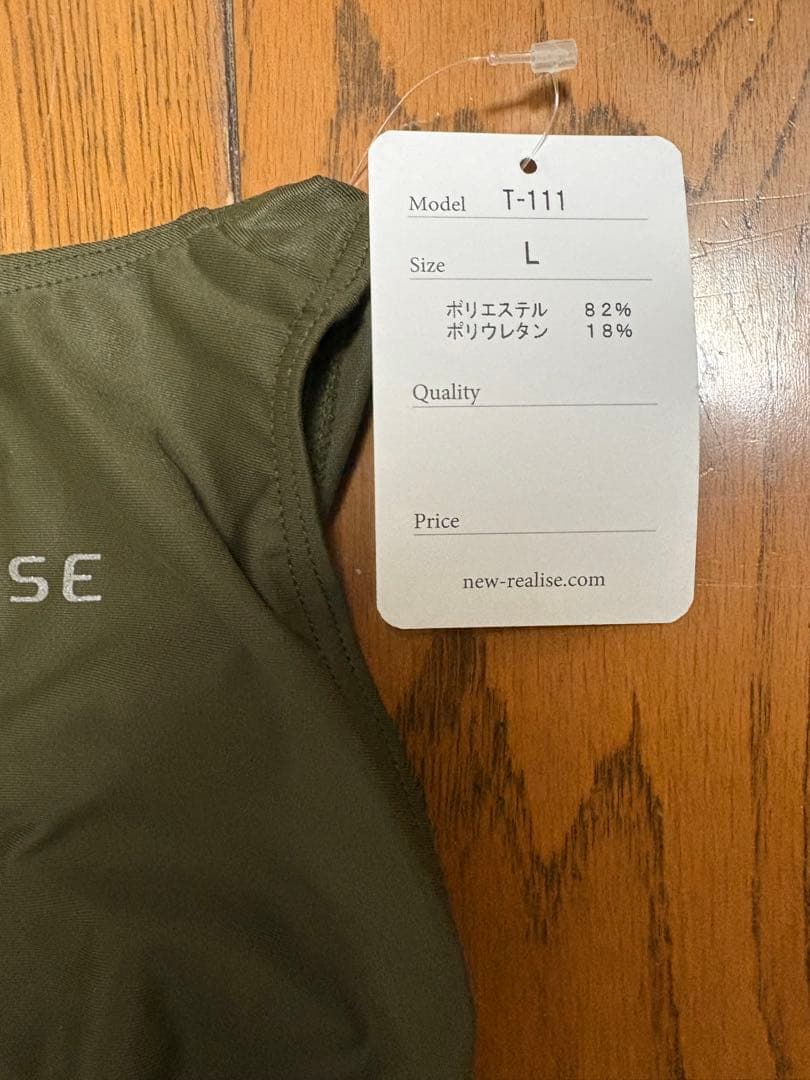 Model T-111
Size L
ポリエステル 82%
ポリウレタン 18%
Quality
Price
new-realise.com
SE